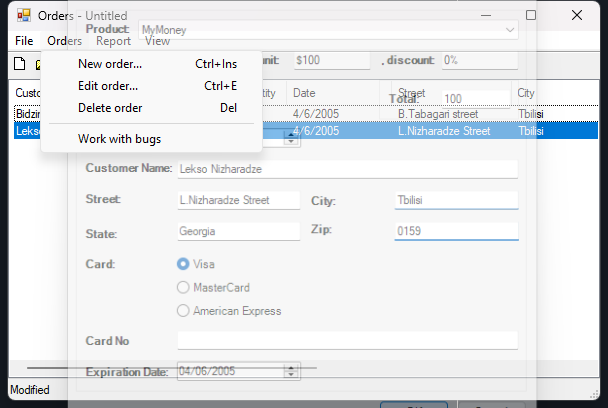 Orders - Untitled
Product: MyMoney
File Orders Report View
New order... Ctrl+Ins
Edit order... Ctrl+E
Delete order Del
Work with bugs
unit: $100 , discount: 0%
Total: 100
Custo tity Date Street City
Bidzin 4/6/2005 B.Tabagari street Tbilisi
Lekso 4/6/2005 L.Nizharadze Street Tbilisi
Customer Name: Lekso Nizharadze
Street: L.Nizharadze Street City: Tbilisi
State: Georgia Zip: 0159
Card: Visa
MasterCard
American Express
Card No
Expiration Date: 04/06/2005
Modified